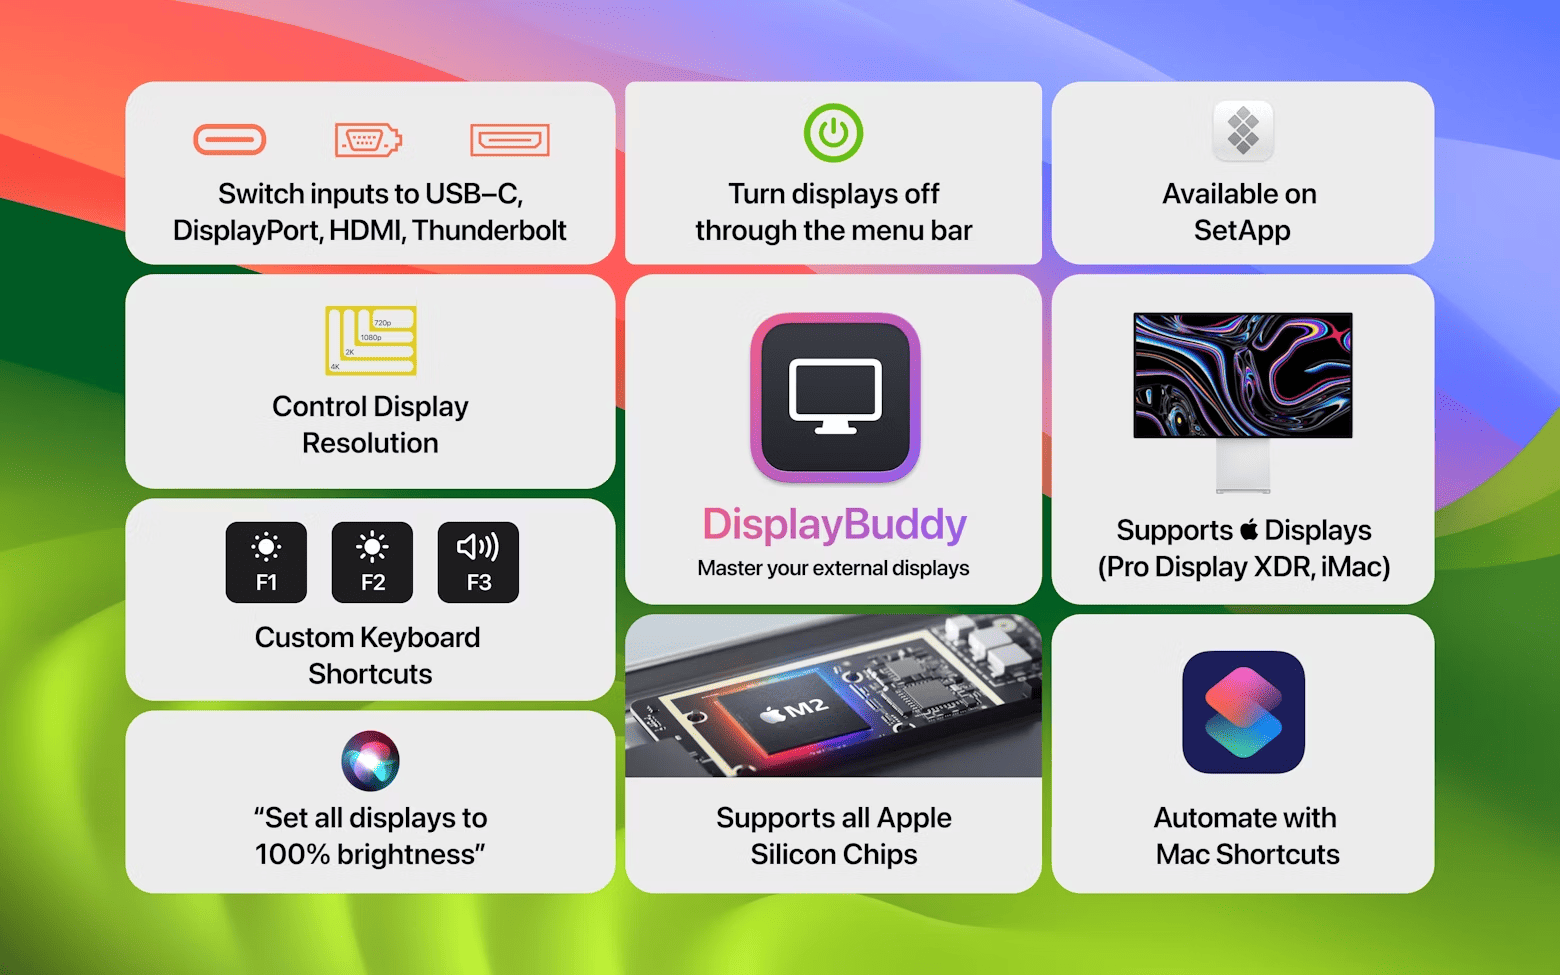 Switch inputs to USB–C,
DisplayPort, HDMI, Thunderbolt
Turn displays off
through the menu bar
Available on
SetApp
720p
1080p
2K
4K
Control Display
Resolution
DisplayBuddy
Master your external displays
Supports  Displays
(Pro Display XDR, iMac)
F1
F2
F3
Custom Keyboard
Shortcuts
M2
Supports all Apple
Silicon Chips
“Set all displays to
100% brightness”
Automate with
Mac Shortcuts